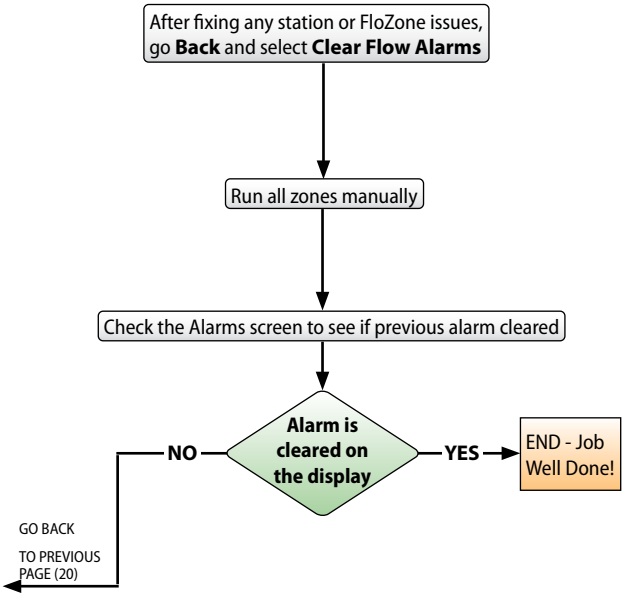 After fixing any station or FloZone issues,
go Back and select Clear Flow Alarms
Run all zones manually
Check the Alarms screen to see if previous alarm cleared
Alarm is
cleared on
the display
NO
YES
END - Job
Well Done!
GO BACK
TO PREVIOUS
PAGE (20)